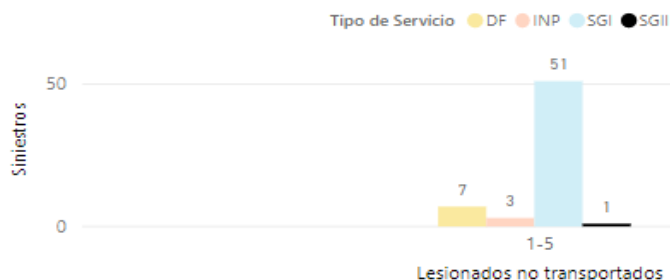 Tipo de Servicio DF INP SGI SGII
51
50
7
3
1
0
1-5
Siniestros
Lesionados no transportados